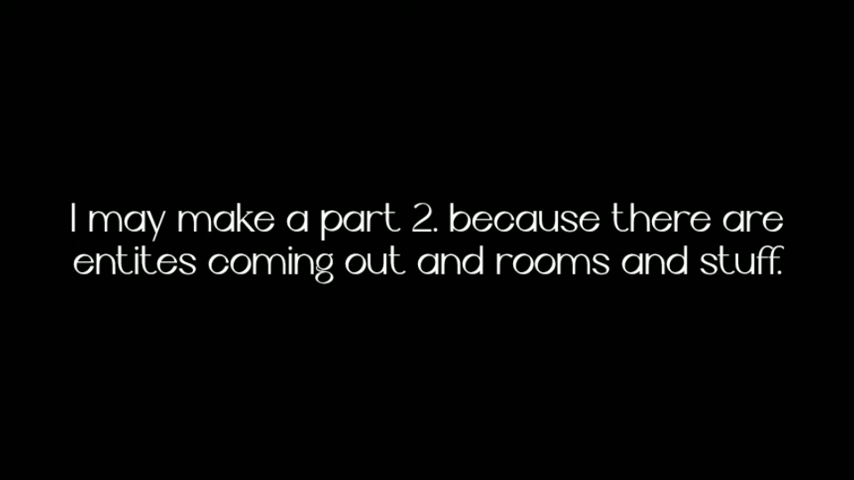 I may make a part 2. because there are
entites coming out and rooms and stuff.